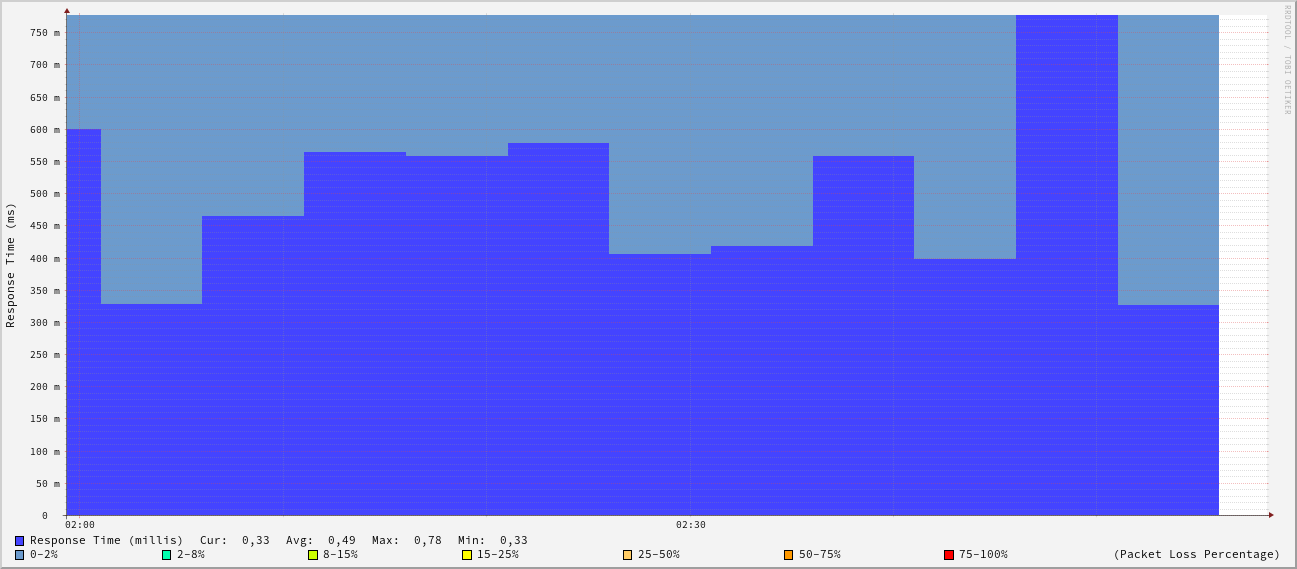 RRDTOOL / TOBI OETIKER
Response Time (ms)
750 m
700 m
650 m
600 m
550 m
500 m
450 m
400 m
350 m
300 m
250 m
200 m
150 m
100 m
50 m
0
02:00 02:30
Response Time (millis) Cur: 0,33 Avg: 0,49 Max: 0,78 Min: 0,33
0-2% 2-8% 8-15% 15-25% 25-50% 50-75% 75-100% (Packet Loss Percentage)